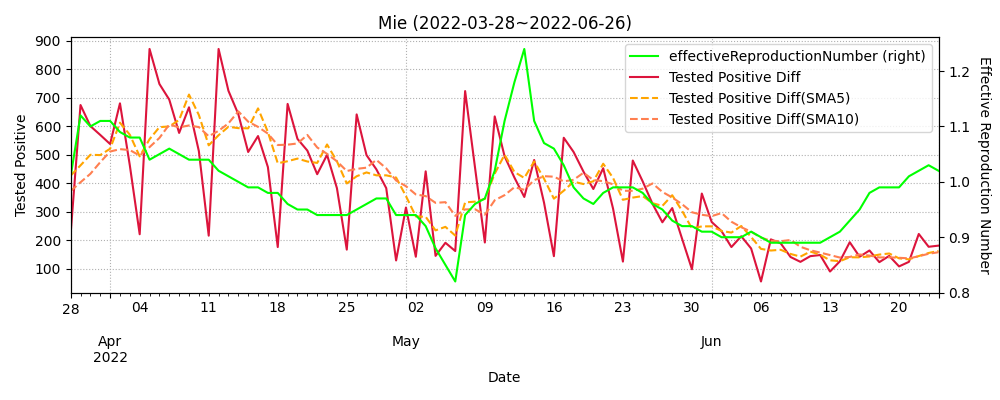 Mie (2022-03-28~2022-06-26)
effectiveReproductionNumber (right)
Tested Positive Diff
Tested Positive Diff(SMA5)
Tested Positive Diff(SMA10)
Tested Positive
900
800
700
600
500
400
300
200
100
1.2
1.1
1.0
0.9
0.8
Effective Reproduction Number
28 04 11 18 25 02 09 16 23 30 06 13 20
Apr May Jun
2022
Date